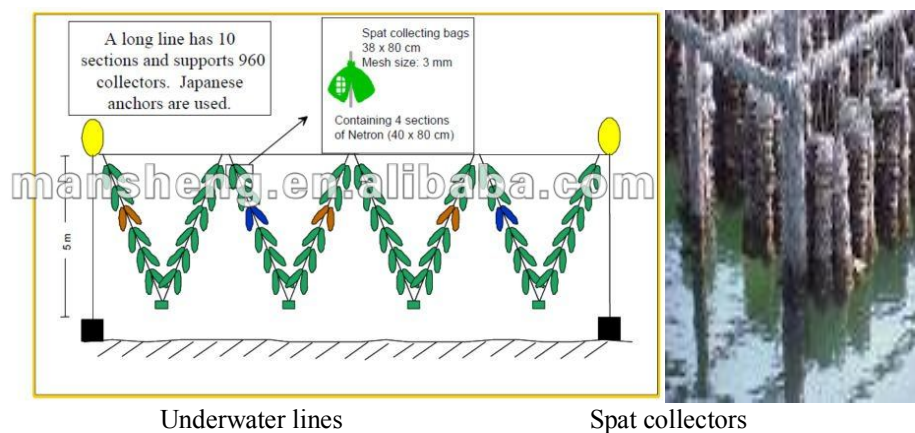 A long line has 10
sections and supports 960
collectors. Japanese
anchors are used.
Spat collecting bags
38 x 80 cm
Mesh size: 3 mm
Containing 4 sections
of Netron (40 x 80 cm)
mansheng.en.alibaba.com
5 m
Underwater lines
Spat collectors